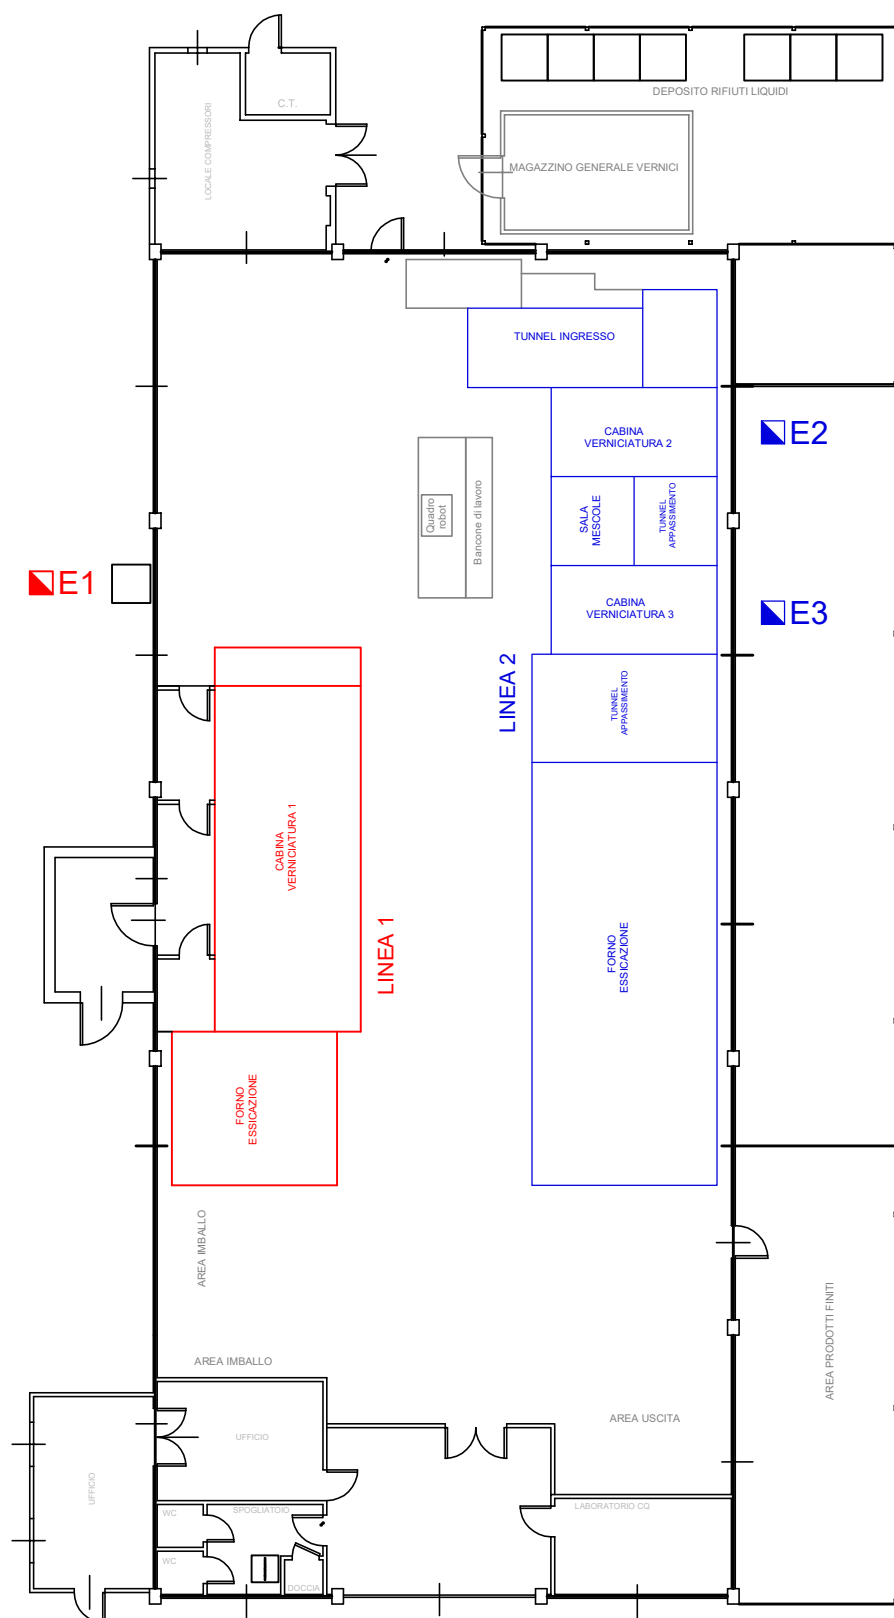 C.T.
LOCALE COMPRESSORI
DEPOSITO RIFIUTI LIQUIDI
MAGAZZINO GENERALE VERNICI
TUNNEL INGRESSO
CABINA
VERNICIATURA 2
E2
Quadro
robot
Bancone di lavoro
SALA
MESCOLE
TUNNEL
APPASSIMENTO
E1
CABINA
VERNICIATURA 3
E3
LINEA 2
TUNNEL
APPASSIMENTO
CABINA
VERNICIATURA 1
LINEA 1
FORNO
ESSICAZIONE
FORNO
ESSICAZIONE
AREA IMBALLO
AREA PRODOTTI FINITI
AREA IMBALLO
AREA USCITA
UFFICIO
UFFICIO
WC
SPOGLIATOIO
LABORATORIO CQ
WC
DOCCIA